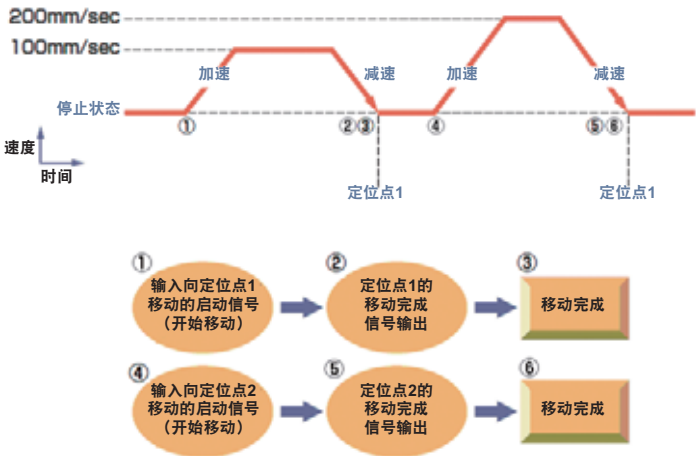 200mm/sec
100mm/sec
加速
减速
加速
减速
停止状态
①
②③
④
⑤⑥
速度
时间
定位点1
定位点1
①
输入向定位点1
移动的启动信号
（开始移动）
②
定位点1的
移动完成
信号输出
③
移动完成
④
输入向定位点2
移动的启动信号
（开始移动）
⑤
定位点2的
移动完成
信号输出
⑥
移动完成